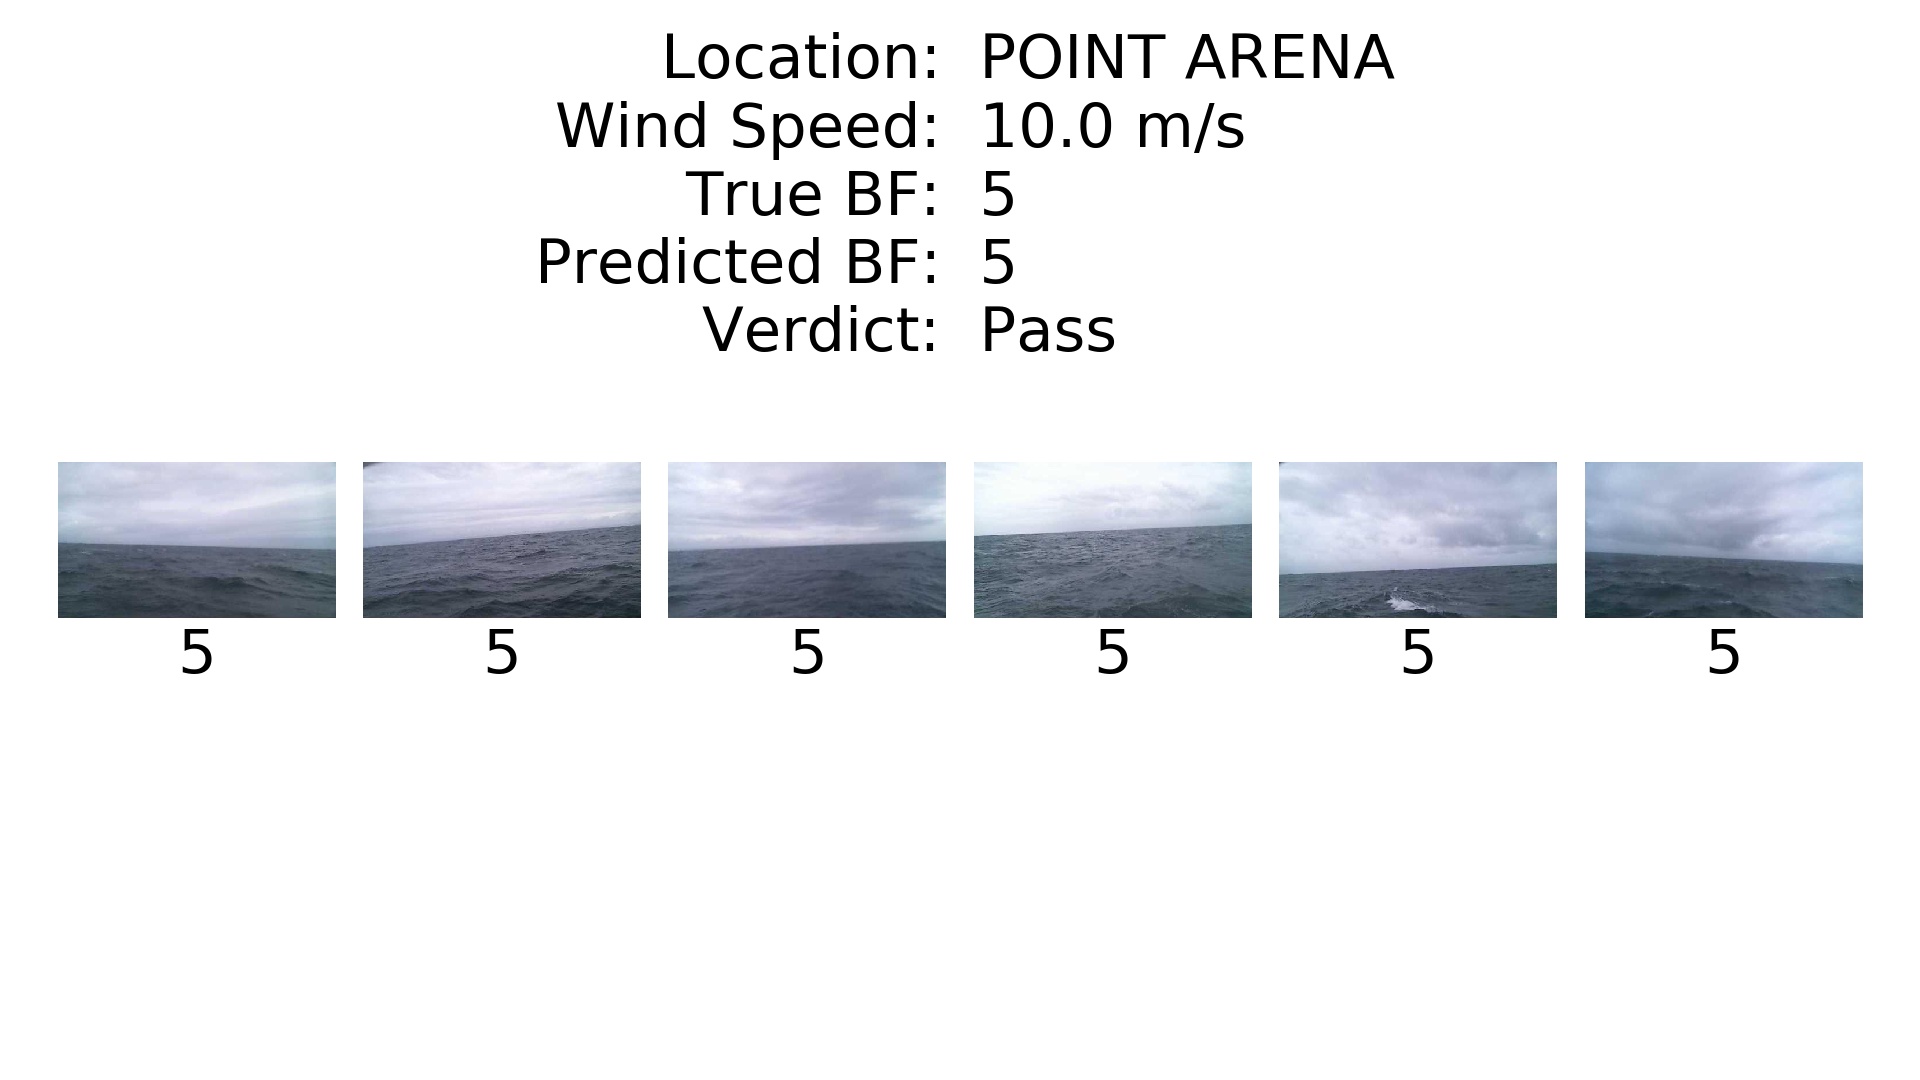 Location: POINT ARENA
Wind Speed: 10.0 m/s
True BF: 5
Predicted BF: 5
Verdict: Pass
5 5 5 5 5 5